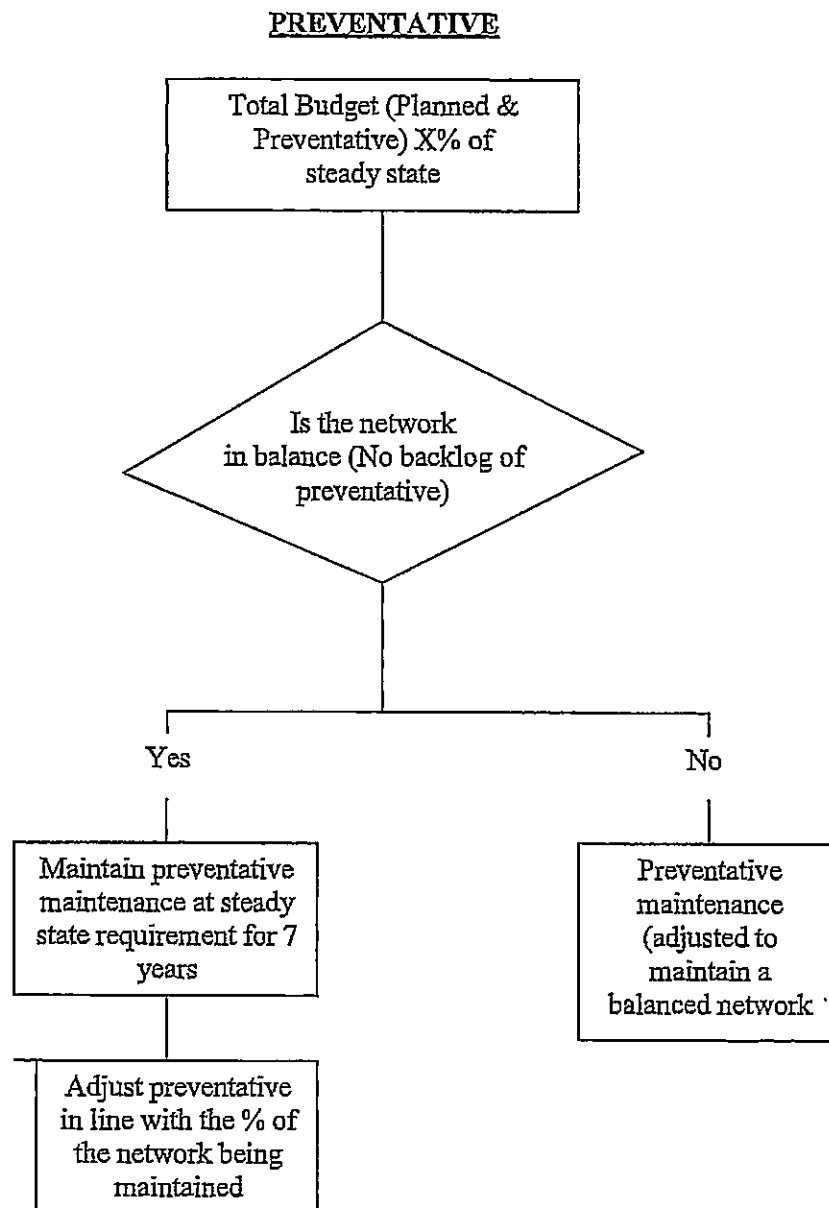 PREVENTATIVE
Total Budget (Planned &
Preventative) X% of
steady state
Is the network
in balance (No backlog of
preventative)
Yes
No
Maintain preventative
maintenance at steady
state requirement for 7
years
Preventative
maintenance
(adjusted to
maintain a
balanced network
Adjust preventative
in line with the % of
the network being
maintained